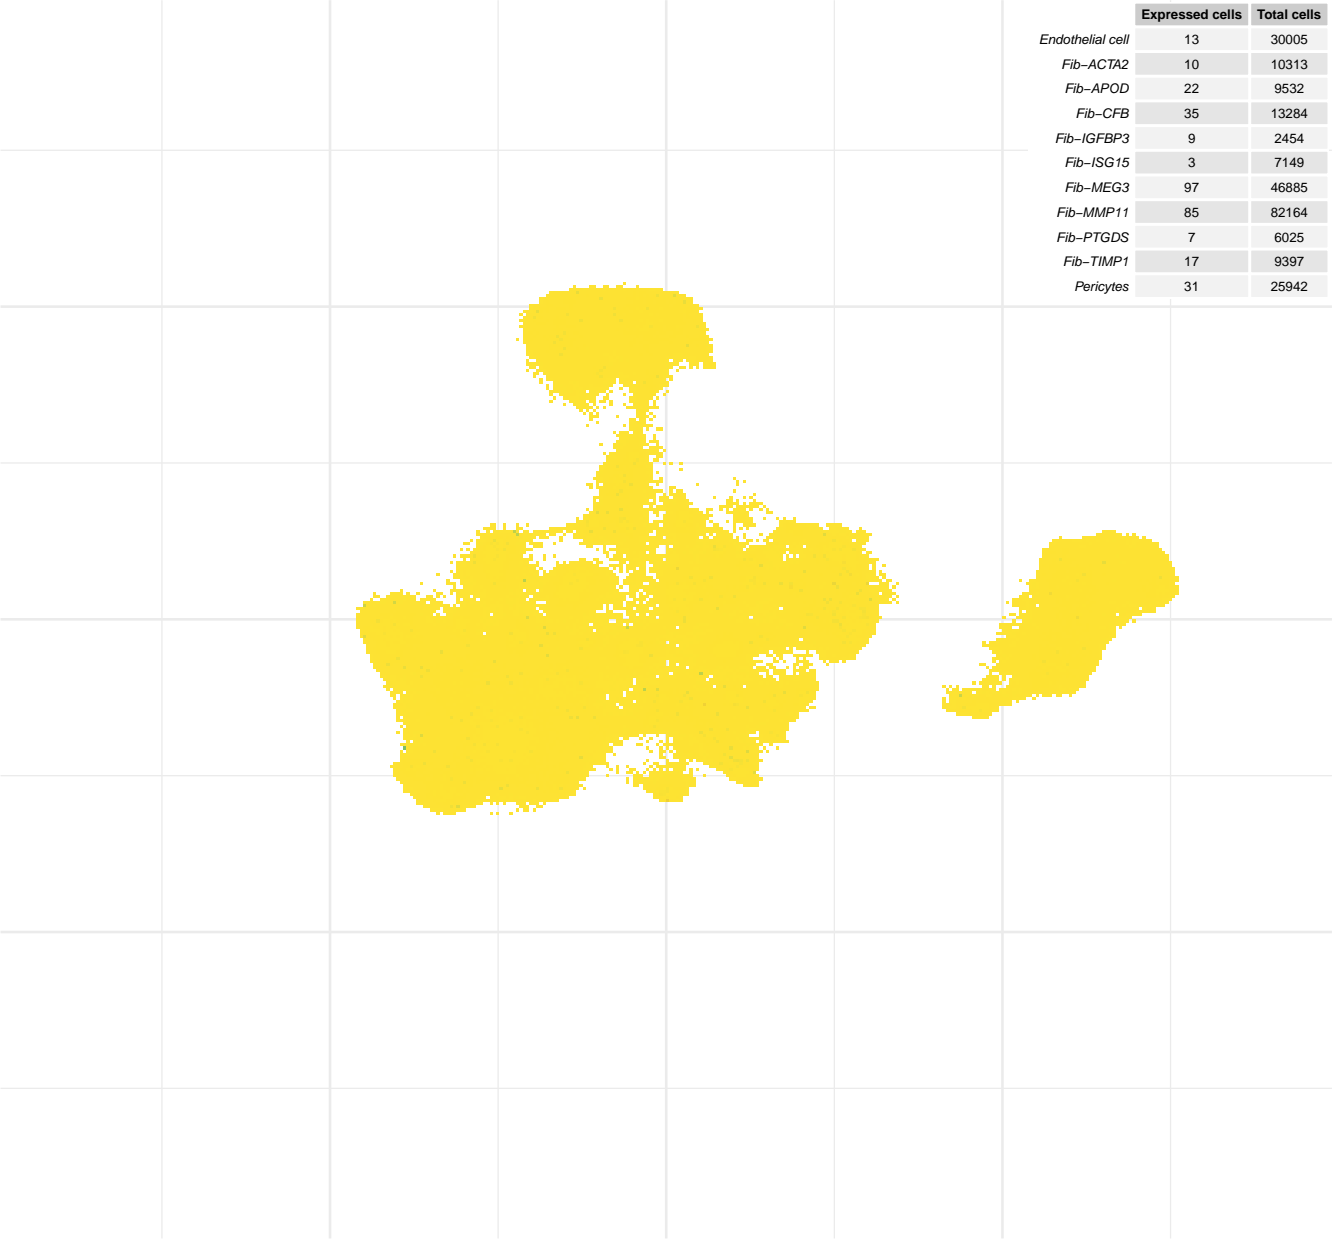 Expressed cells Total cells
Endothelial cell 13 30005
Fib−ACTA2 10 10313
Fib−APOD 22 9532
Fib−CFB 35 13284
Fib−IGFBP3 9 2454
Fib−ISG15 3 7149
Fib−MEG3 97 46885
Fib−MMP11 85 82164
Fib−PTGDS 7 6025
Fib−TIMP1 17 9397
Pericytes 31 25942